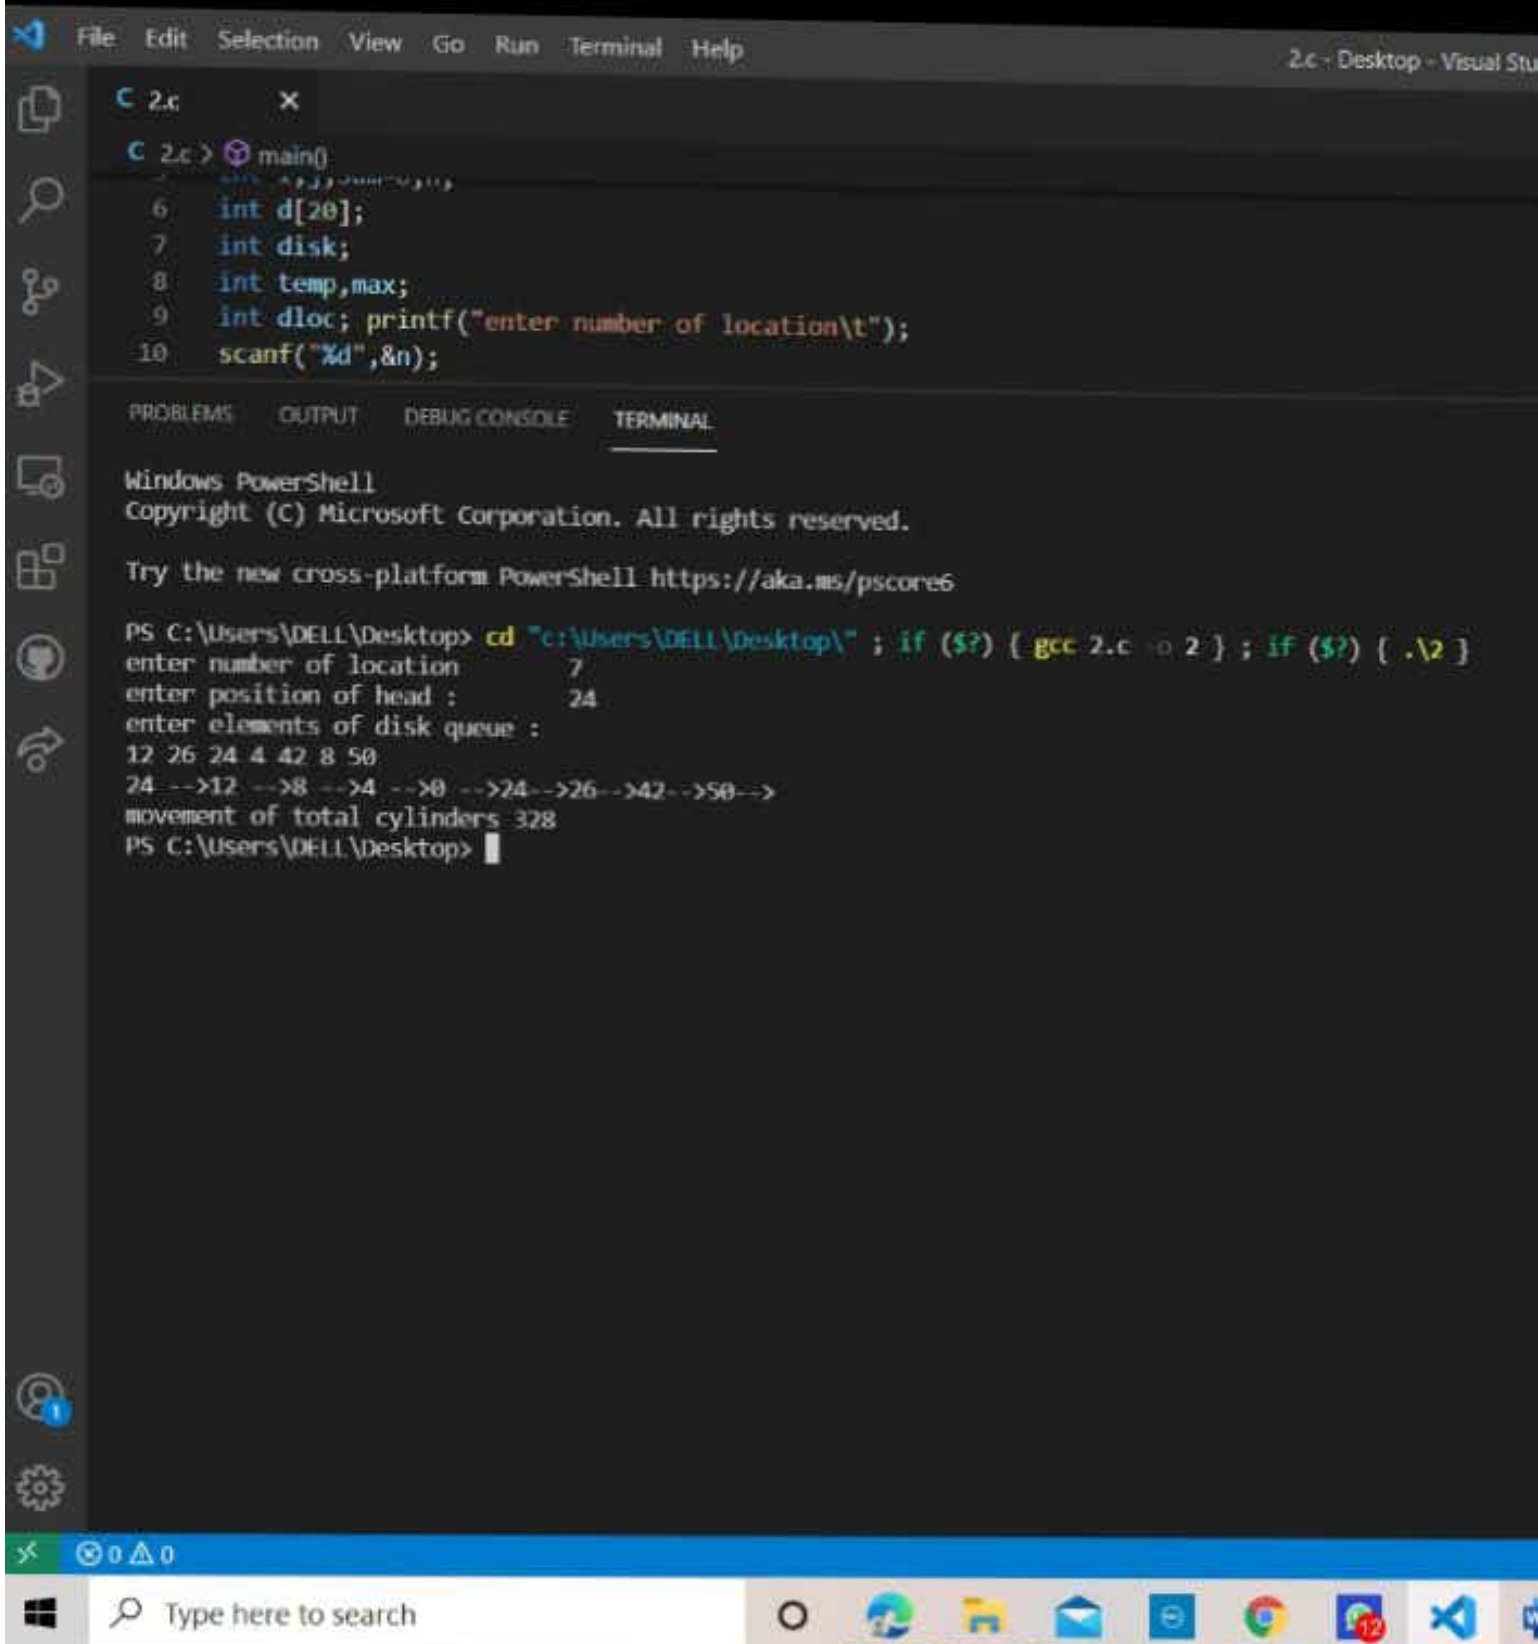 File Edit Selection View Go Run Terminal Help
2.c - Desktop - Visual Stu
C 2.c
C 2.c > main()
6 int d[20];
7 int disk;
8 int temp,max;
9 int dloc; printf("enter number of location\t");
10 scanf("%d",&n);
PROBLEMS OUTPUT DEBUG CONSOLE TERMINAL
Windows PowerShell
Copyright (C) Microsoft Corporation. All rights reserved.
Try the new cross-platform PowerShell https://aka.ms/pscore6
PS C:\Users\DELL\Desktop> cd "c:\Users\DELL\Desktop\" ; if ($?) { gcc 2.c -o 2 } ; if ($?) { .\2 }
enter number of location 7
enter position of head : 24
enter elements of disk queue :
12 26 24 4 42 8 50
24 -->12 -->8 -->4 -->0 -->24-->26-->42-->50-->
movement of total cylinders 328
PS C:\Users\DELL\Desktop>
1
0 0
Type here to search
12